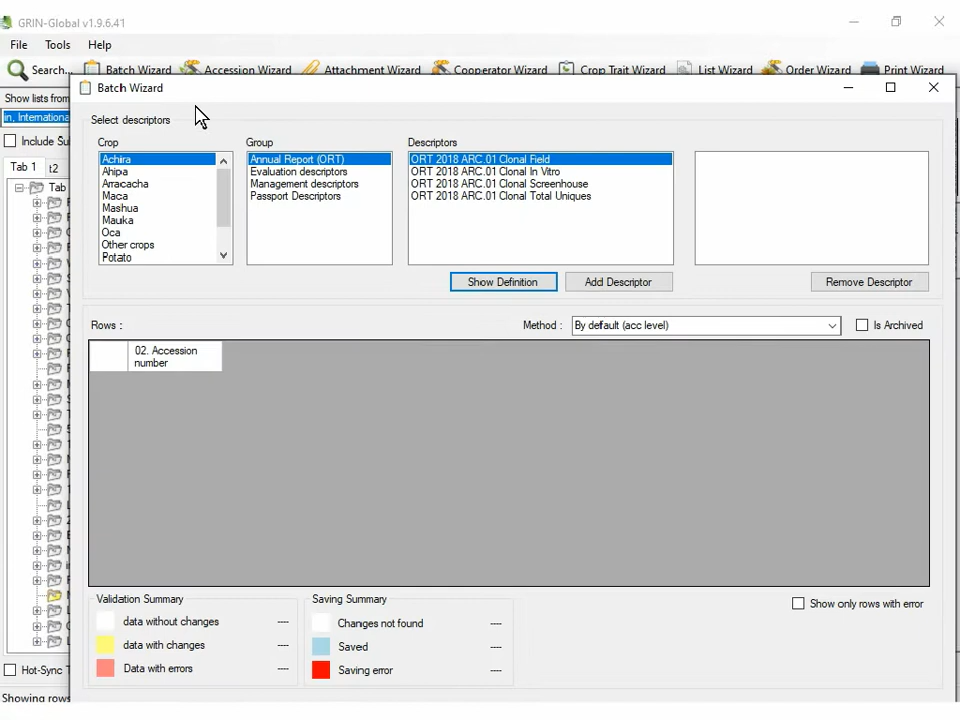 GRIN-Global v1.9.6.41
File Tools Help
Search... Batch Wizard Accession Wizard Attachment Wizard Cooperator Wizard Crop Trait Wizard List Wizard Order Wizard Print Wizard
Show lists from
Batch Wizard
in, International
Select descriptors
Include Su
Crop Group Descriptors
Tab 1 t2
Achira Annual Report (ORT) ORT 2018 ARC.01 Clonal Field
Ahipa Evaluation descriptors ORT 2018 ARC.01 Clonal In Vitro
Arracacha Management descriptors ORT 2018 ARC.01 Clonal Screenhouse
Tab
Maca Passport Descriptors ORT 2018 ARC.01 Clonal Total Uniques
Mashua
Mauka
Oca
Other crops
Potato
Show Definition Add Descriptor Remove Descriptor
Rows : Method : By default (acc level) Is Archived
02. Accession
number
Validation Summary Saving Summary Show only rows with error
data without changes ---- Changes not found ----
data with changes ---- Saved ----
Data with errors ---- Saving error ----
Hot-Sync T
Showing rows